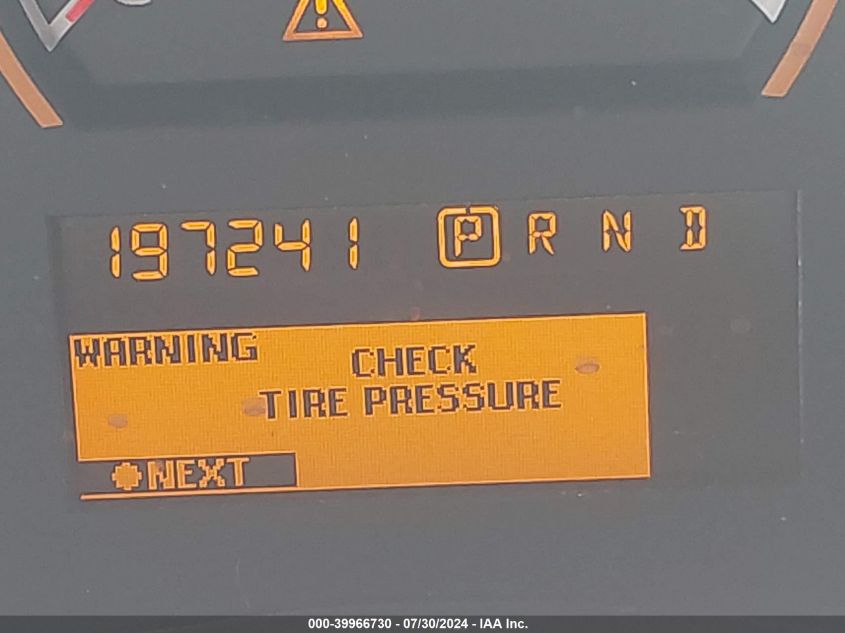 197241 P R N D
WARNING
CHECK
TIRE PRESSURE
NEXT
000-39966730 - 07/30/2024 - IAA Inc.